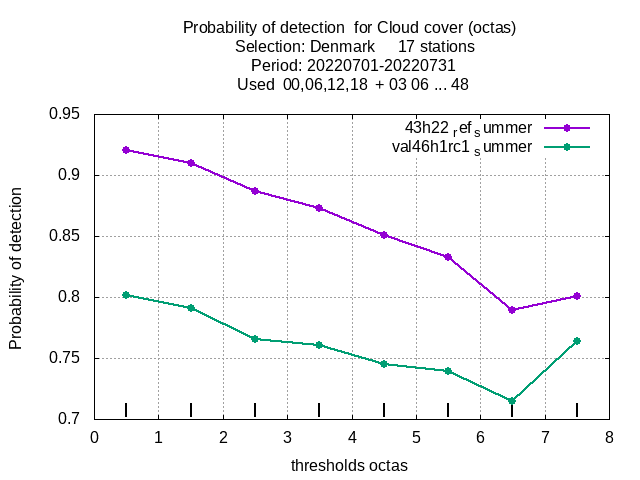 Probability of detection  for Cloud cover (octas)
Selection: Denmark     17 stations
Period: 20220701-20220731
Used  00,06,12,18  + 03 06 ... 48
43h22 ref summer
val46h1rc1 summer
0.95
0.9
0.85
0.8
0.75
0.7
Probability of detection
0 1 2 3 4 5 6 7 8
thresholds octas